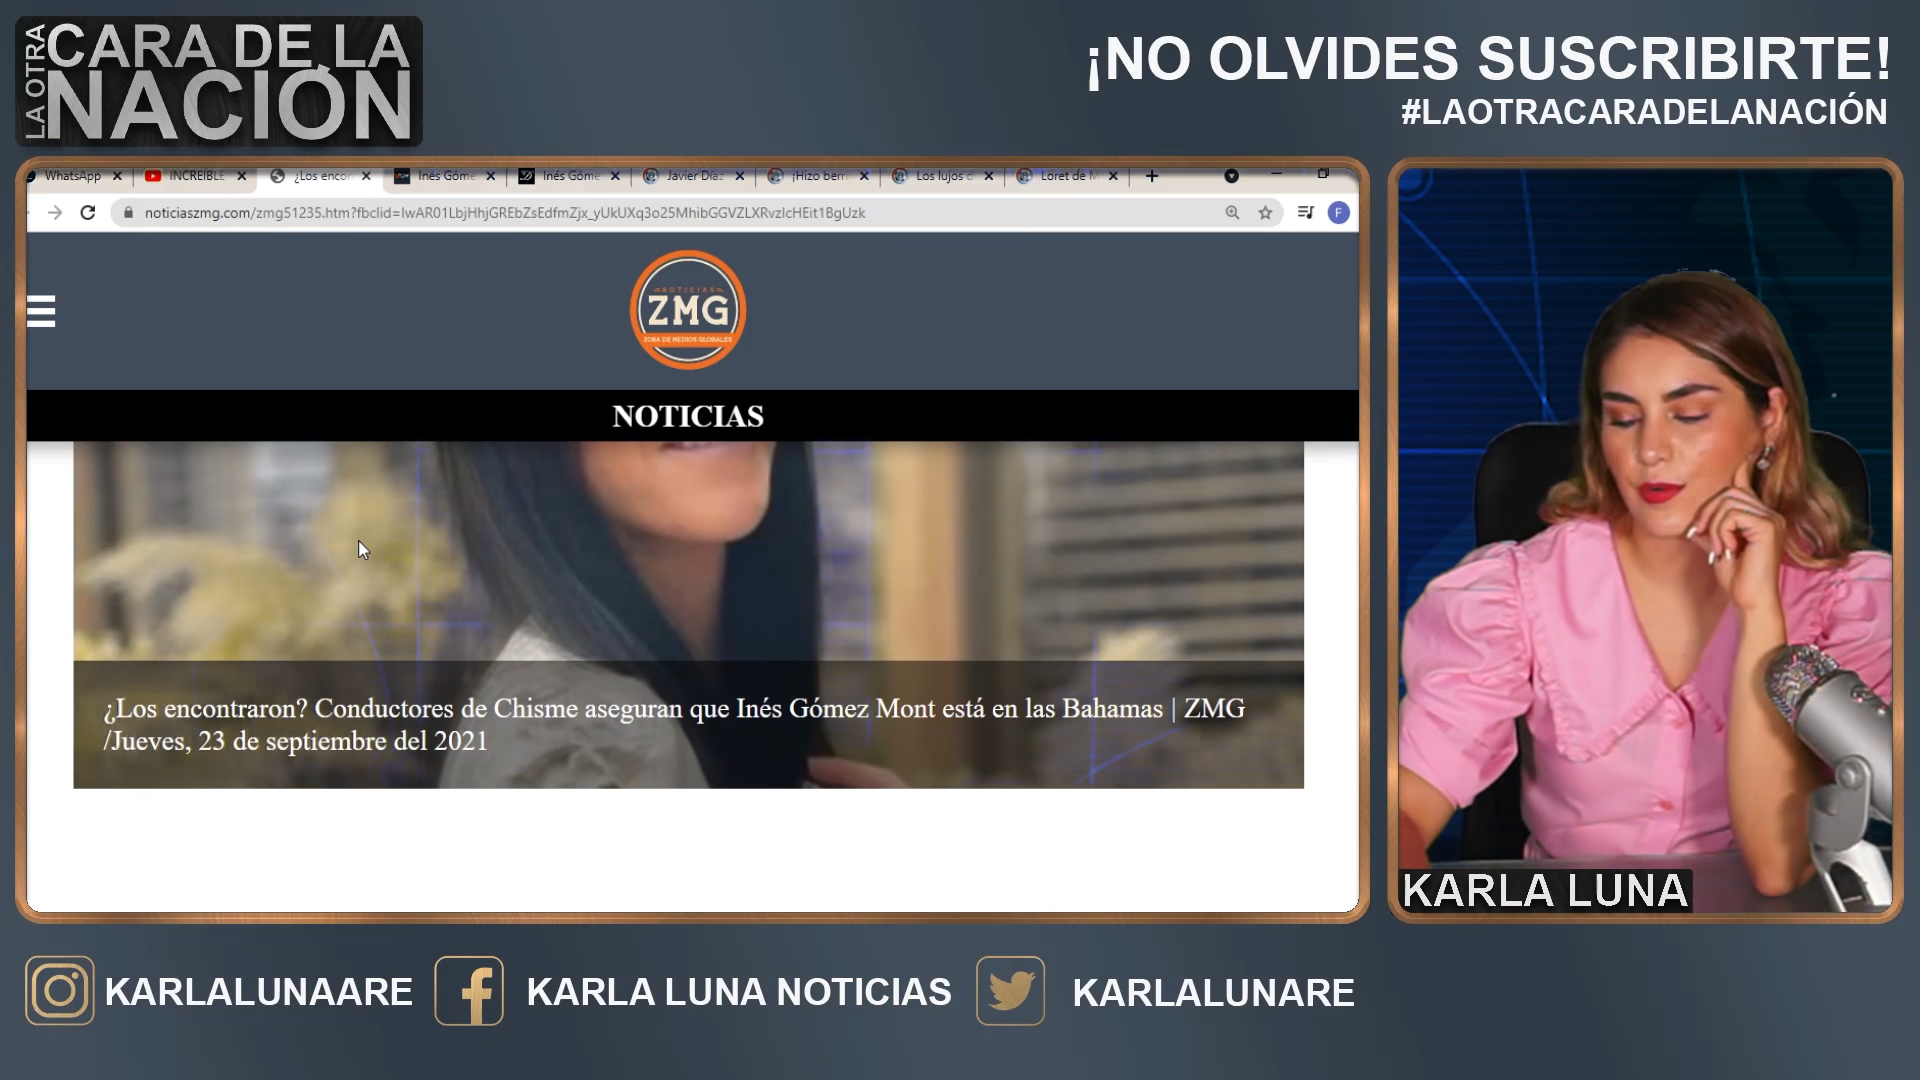 LA OTRA
CARA DE LA
NACIÓN
¡NO OLVIDES SUSCRIBIRTE!
#LAOTRACARADELANACIÓN
WhatsApp
INCREIBLE
¿Los encon
Inés Góme
Inés Góme
Javier Díaz
¡Hizo berri
Los lujos d
Loret de M
noticiaszmg.com/zmg51235.htm?fbclid=
F
NOTICIAS
ZMG
ZONA DE MEDIOS GLOBALES
NOTICIAS
¿Los encontraron? Conductores de Chisme aseguran que Inés Gómez Mont está en las Bahamas | ZMG
/Jueves, 23 de septiembre del 2021
KARLA LUNA
KARLALUNAARE
KARLA LUNA NOTICIAS
KARLALUNARE